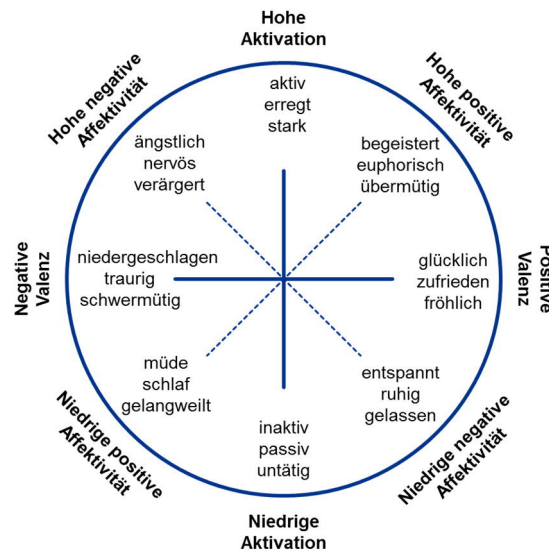 Hohe
Aktivation
Hohe negative
Affektivität
Hohe positive
Affektivität
aktiv
erregt
stark
ängstlich
nervös
verärgert
begeistert
euphorisch
übermütig
Negative
Valenz
niedergeschlagen
traurig
schwermütig
glücklich
zufrieden
fröhlich
Positive
Valenz
müde
schlaf
gelangweilt
entspannt
ruhig
gelassen
inaktiv
passiv
untätig
Niedrige positive
Affektivität
Niedrige negative
Affektivität
Niedrige
Aktivation